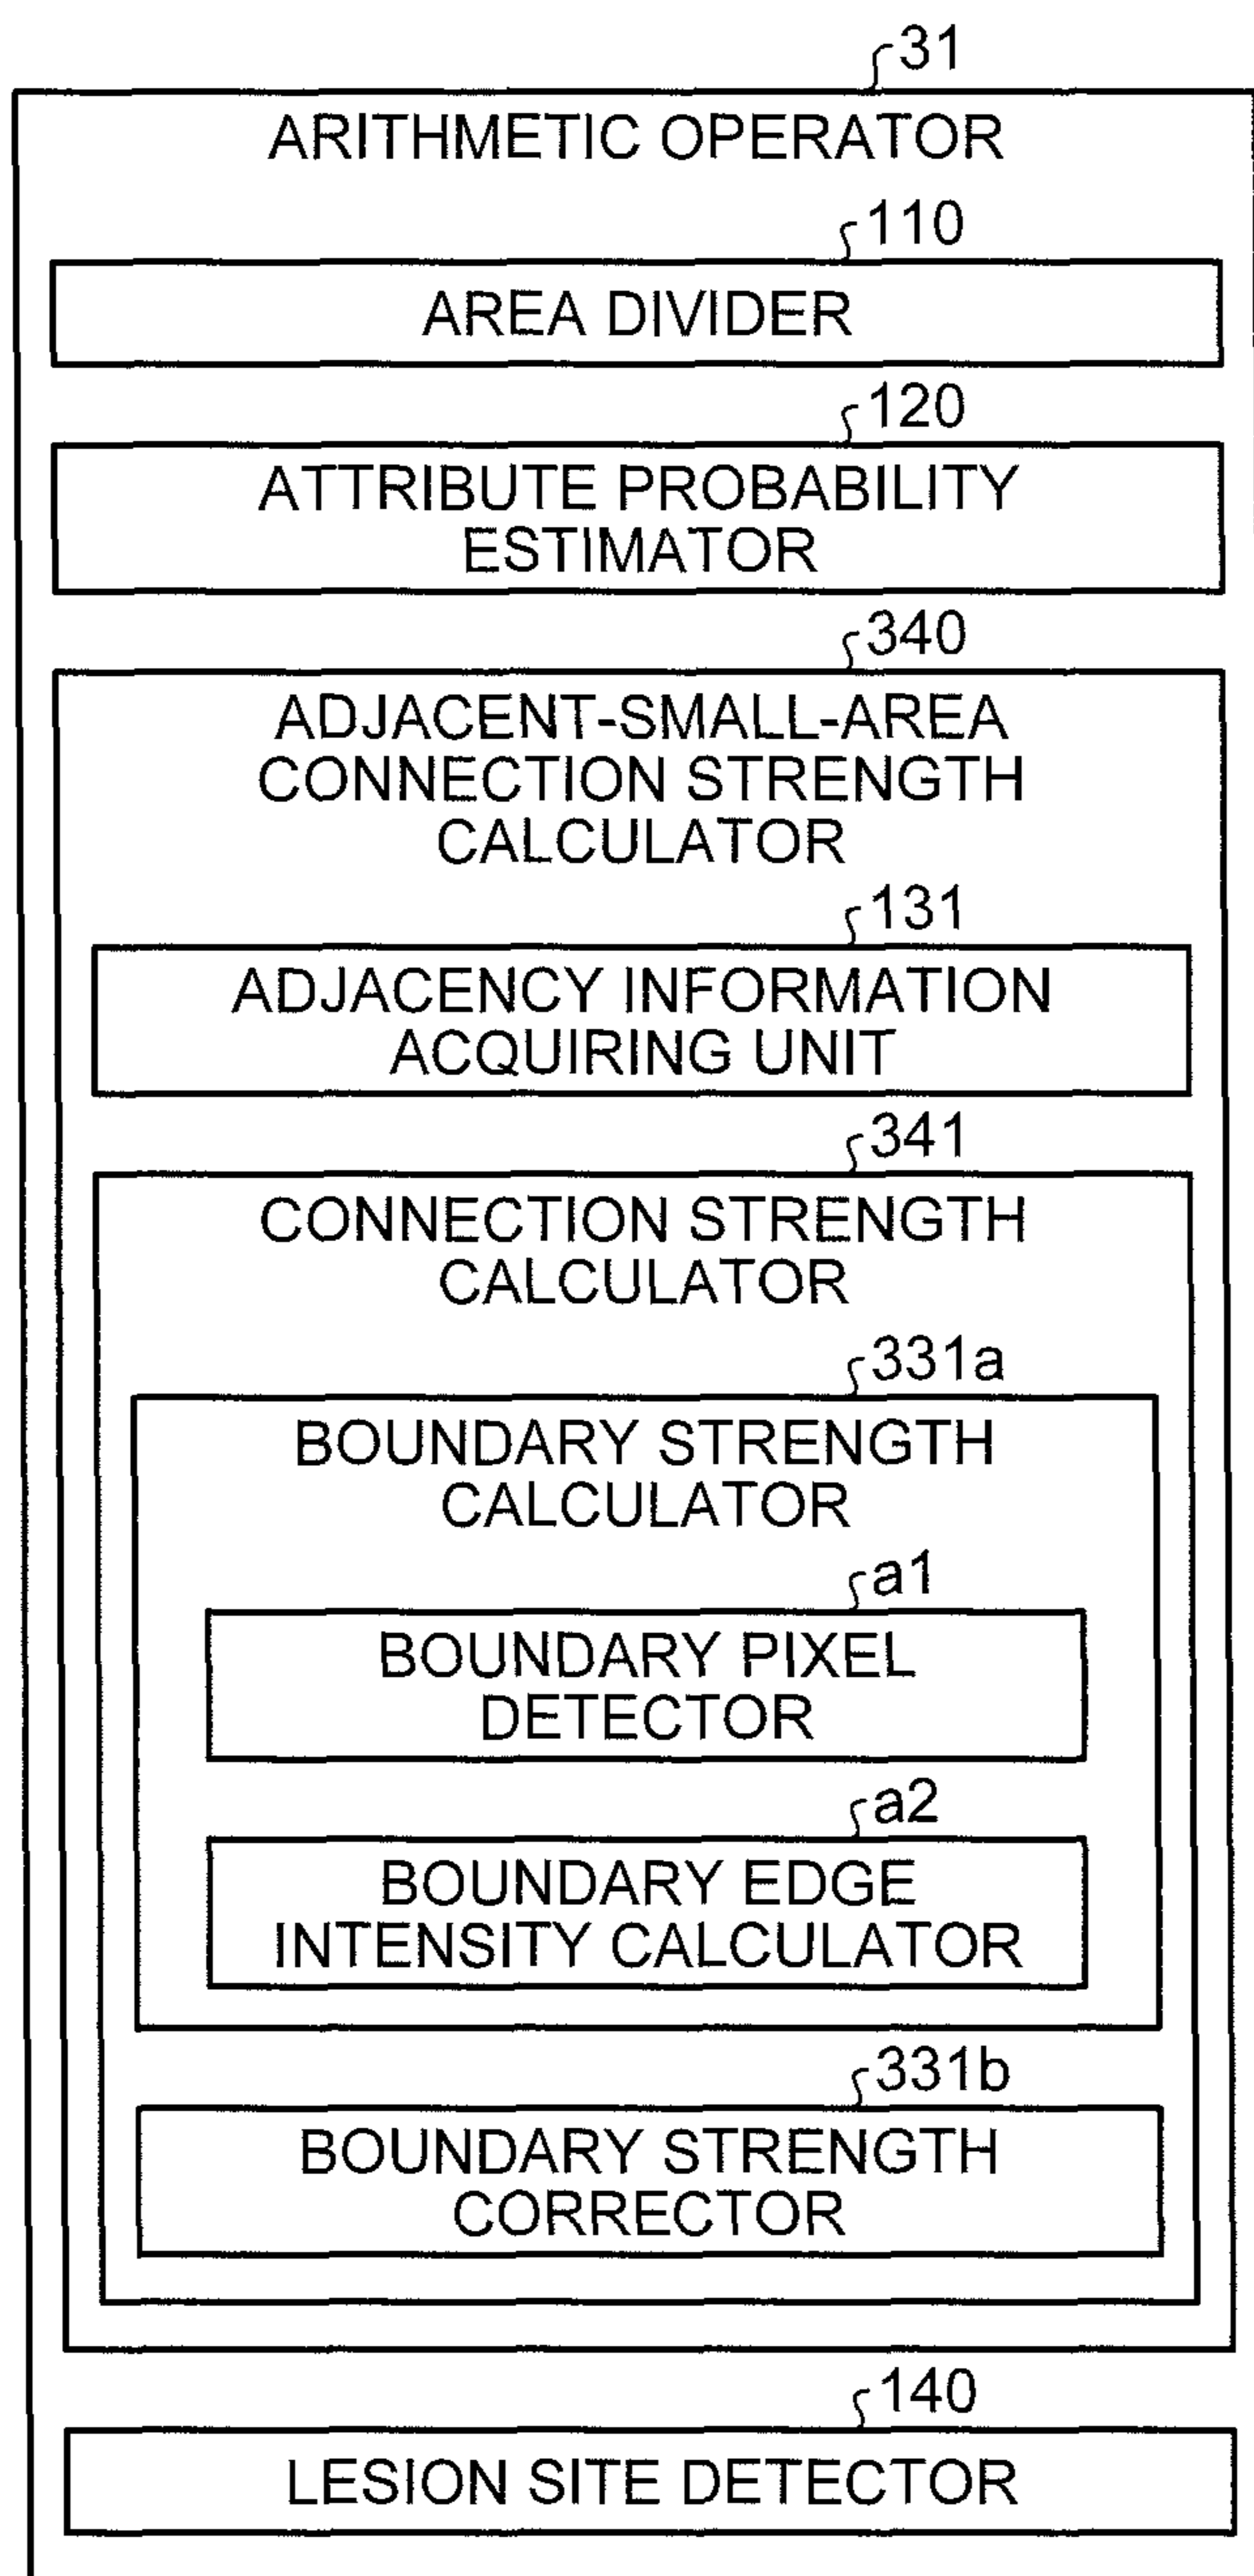 31
ARITHMETIC OPERATOR
110
AREA DIVIDER
120
ATTRIBUTE PROBABILITY
ESTIMATOR
340
ADJACENT-SMALL-AREA
CONNECTION STRENGTH
CALCULATOR
131
ADJACENCY INFORMATION
ACQUIRING UNIT
341
CONNECTION STRENGTH
CALCULATOR
331a
BOUNDARY STRENGTH
CALCULATOR
a1
BOUNDARY PIXEL
DETECTOR
a2
BOUNDARY EDGE
INTENSITY CALCULATOR
331b
BOUNDARY STRENGTH
CORRECTOR
140
LESION SITE DETECTOR